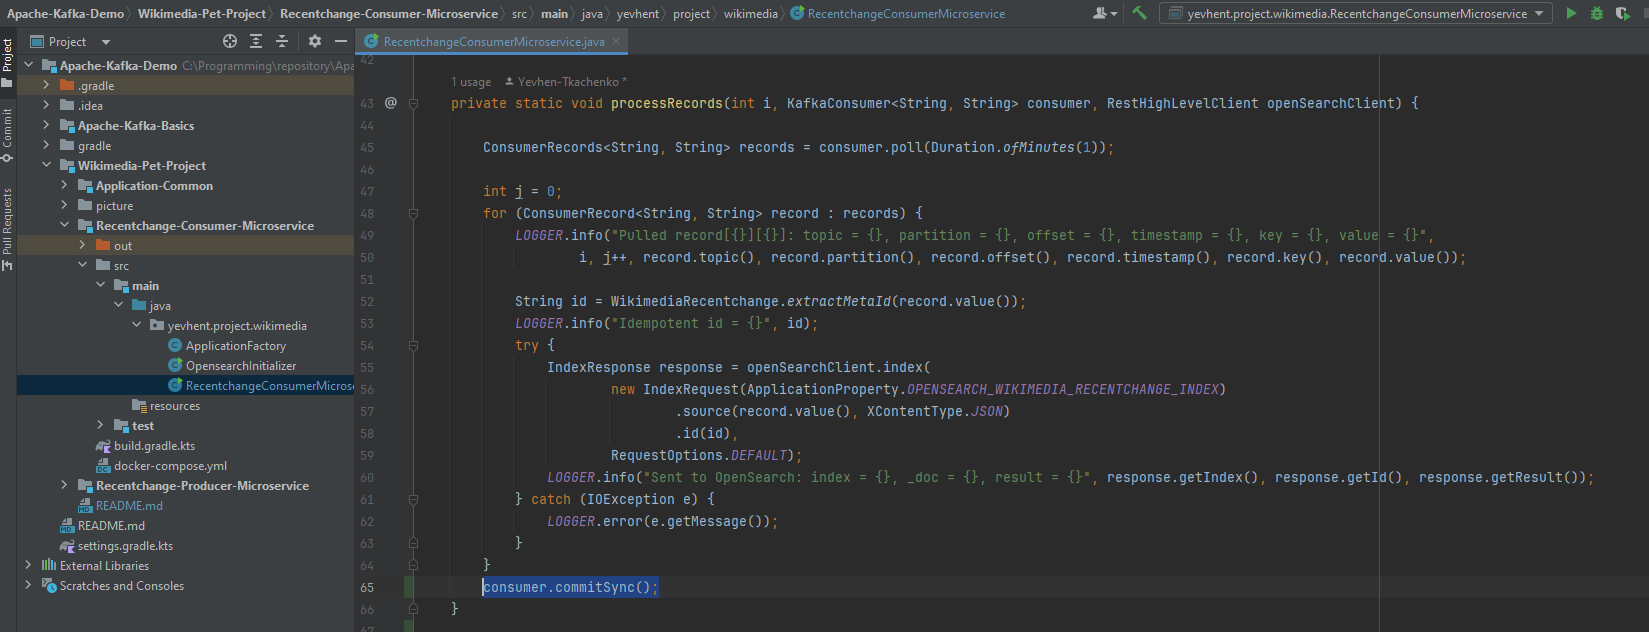 Apache-Kafka-Demo Wikimedia-Pet-Project Recentchange-Consumer-Microservice src main java yevhent project wikimedia RecentchangeConsumerMicroservice yevhent.project.wikimedia.RecentchangeConsumerMicroservice
Project
Commit
Pull Requests
Project
Apache-Kafka-Demo C:\Programming\repository\Apa
.gradle
.idea
Apache-Kafka-Basics
gradle
Wikimedia-Pet-Project
Application-Common
picture
Recentchange-Consumer-Microservice
out
src
main
java
yevhent.project.wikimedia
ApplicationFactory
OpensearchInitializer
RecentchangeConsumerMicros
resources
test
build.gradle.kts
docker-compose.yml
Recentchange-Producer-Microservice
README.md
README.md
settings.gradle.kts
External Libraries
Scratches and Consoles
RecentchangeConsumerMicroservice.java
42
1 usage Yevhen-Tkachenko *
43 @ private static void processRecords(int i, KafkaConsumer<String, String> consumer, RestHighLevelClient openSearchClient) {
44
45 ConsumerRecords<String, String> records = consumer.poll(Duration.ofMinutes(1));
46
47 int j = 0;
48 for (ConsumerRecord<String, String> record : records) {
49 LOGGER.info("Pulled record[{}][{}]: topic = {}, partition = {}, offset = {}, timestamp = {}, key = {}, value = {}",
50 i, j++, record.topic(), record.partition(), record.offset(), record.timestamp(), record.key(), record.value());
51
52 String id = WikimediaRecentchange.extractMetaId(record.value());
53 LOGGER.info("Idempotent id = {}", id);
54 try {
55 IndexResponse response = openSearchClient.index(
56 new IndexRequest(ApplicationProperty.OPENSEARCH_WIKIMEDIA_RECENTCHANGE_INDEX)
57 .source(record.value(), XContentType.JSON)
58 .id(id),
59 RequestOptions.DEFAULT);
60 LOGGER.info("Sent to OpenSearch: index = {}, _doc = {}, result = {}", response.getIndex(), response.getId(), response.getResult());
61 } catch (IOException e) {
62 LOGGER.error(e.getMessage());
63 }
64 }
65 consumer.commitSync();
66 }
67